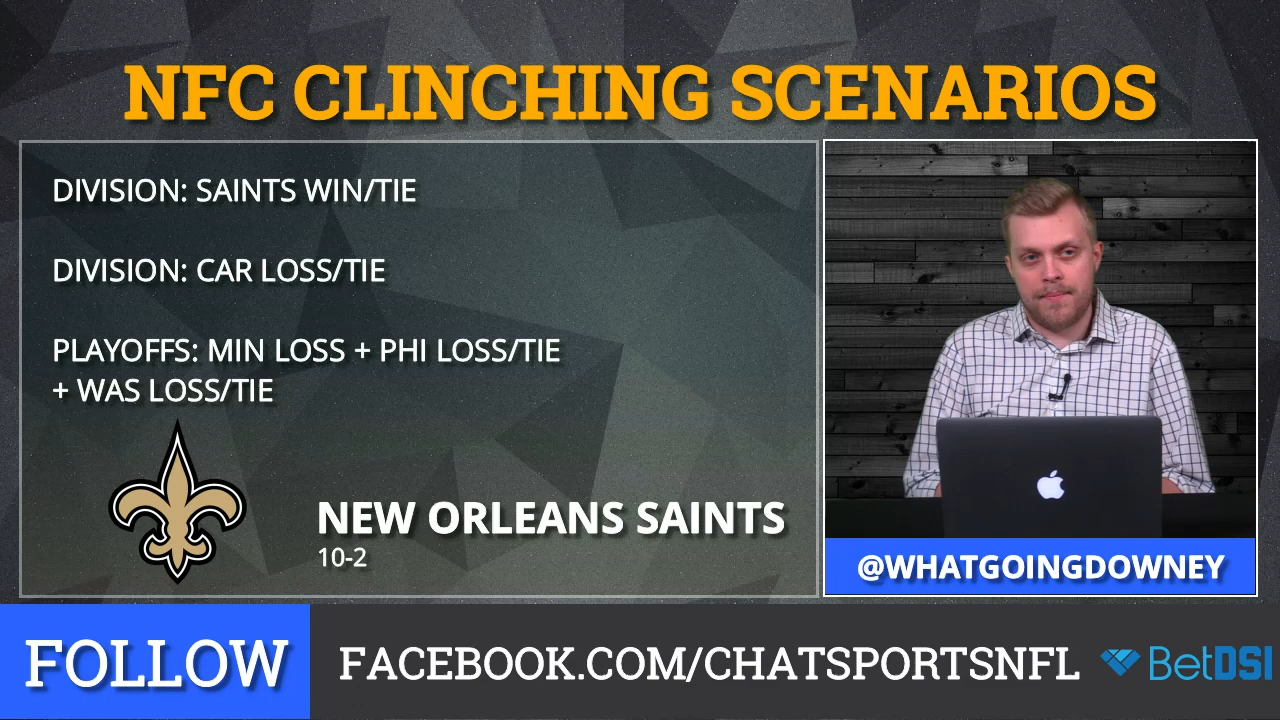 NFC CLINCHING SCENARIOS
DIVISION: SAINTS WIN/TIE
DIVISION: CAR LOSS/TIE
PLAYOFFS: MIN LOSS + PHI LOSS/TIE
+ WAS LOSS/TIE
NEW ORLEANS SAINTS
10-2
@WHATGOINGDOWNEY
FOLLOW
FACEBOOK.COM/CHATSPORTSNFL
BetDSI